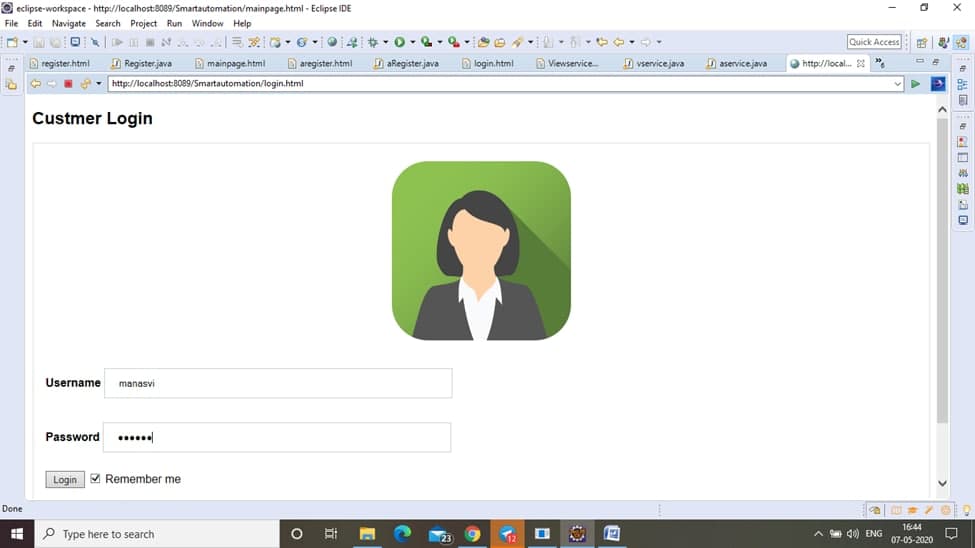 eclipse-workspace - http://localhost:8089/Smartautomation/mainpage.html - Eclipse IDE
File Edit Navigate Search Project Run Window Help
Quick Access
register.html Register.java mainpage.html aregister.html aRegister.java login.html Viewservice... vservice.java aservice.java http://local... »6
http://localhost:8089/Smartautomation/login.html
Custmer Login
Username manasvi
Password ••••••
Login Remember me
Done
Type here to search 23 12 ENG 16:44
07-05-2020